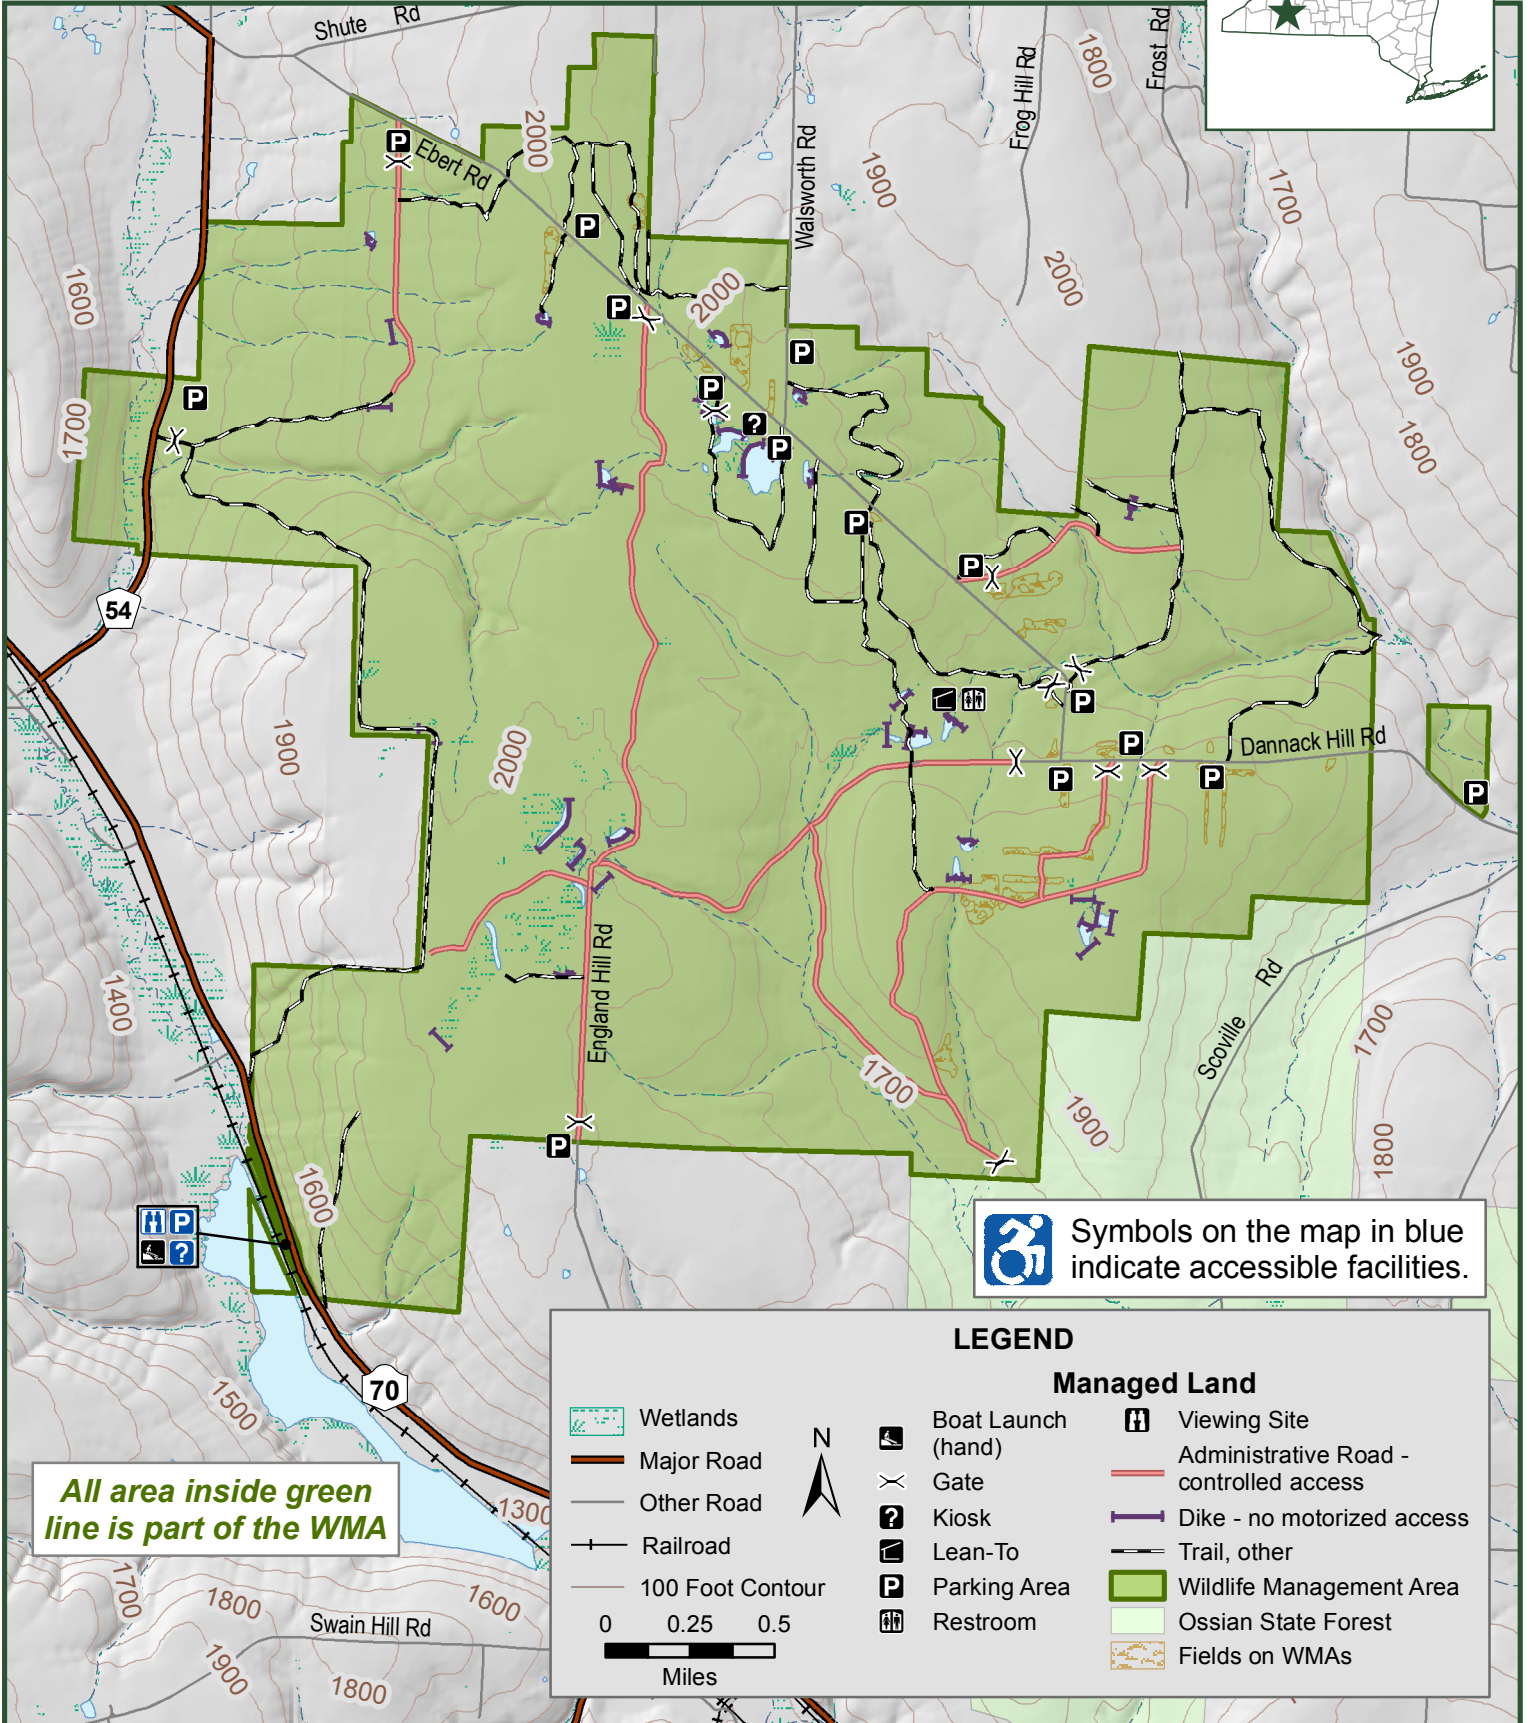 Shute Rd
Frost Rd
Frog Hill Rd
1800
2000
P
Ebert Rd
Walsworth Rd
1900
1700
P
2000
1600
2000
P
P
1900
P
P
1700
?
P
1800
P
P
54
P
1900
2000
P
Dannack Hill Rd
P
P
P
P
England Hill Rd
1400
Scoville Rd
1700
1700
1900
1800
P
1600
P
?
Symbols on the map in blue
indicate accessible facilities.
70
1500
1300
All area inside green
line is part of the WMA
1700
1800
1600
Swain Hill Rd
1900
1800
LEGEND
Managed Land
Wetlands
Major Road
Other Road
Railroad
100 Foot Contour
0 0.25 0.5
Miles
N
Boat Launch
(hand)
Gate
? Kiosk
Lean-To
P Parking Area
Restroom
Viewing Site
Administrative Road -
controlled access
Dike - no motorized access
Trail, other
Wildlife Management Area
Ossian State Forest
Fields on WMAs